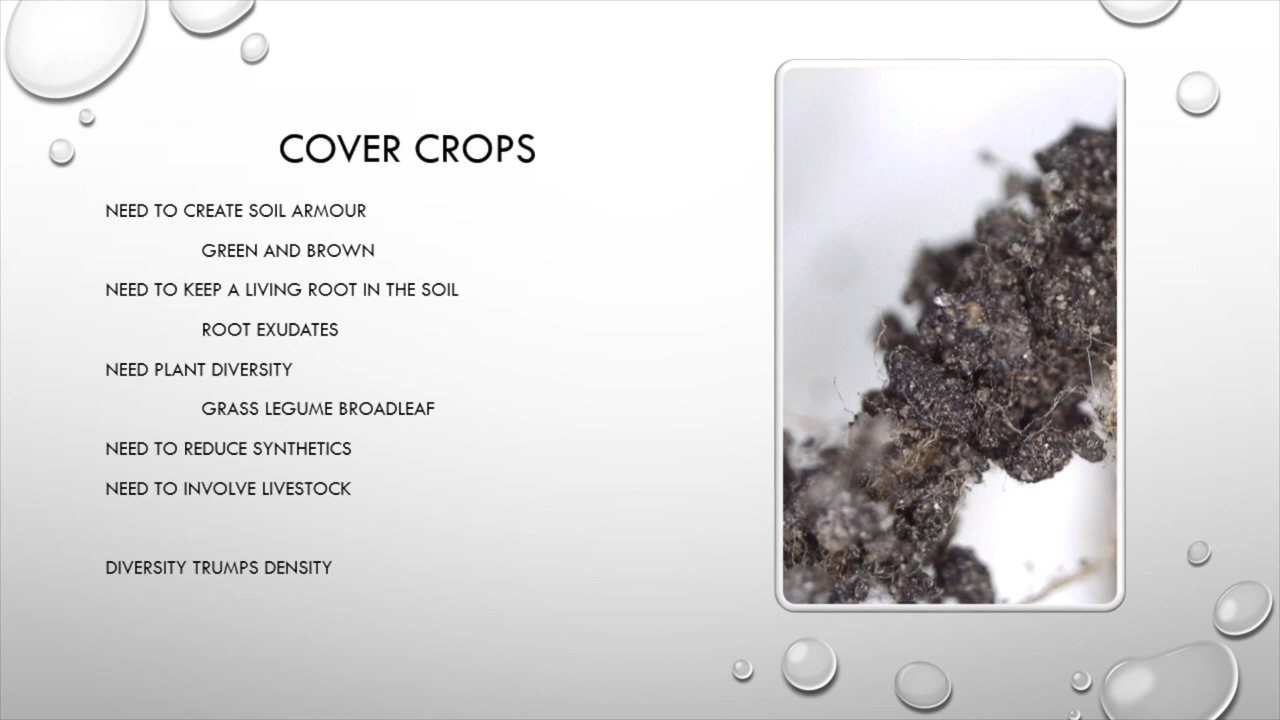 COVER CROPS
NEED TO CREATE SOIL ARMOUR
GREEN AND BROWN
NEED TO KEEP A LIVING ROOT IN THE SOIL
ROOT EXUDATES
NEED PLANT DIVERSITY
GRASS LEGUME BROADLEAF
NEED TO REDUCE SYNTHETICS
NEED TO INVOLVE LIVESTOCK
DIVERSITY TRUMPS DENSITY